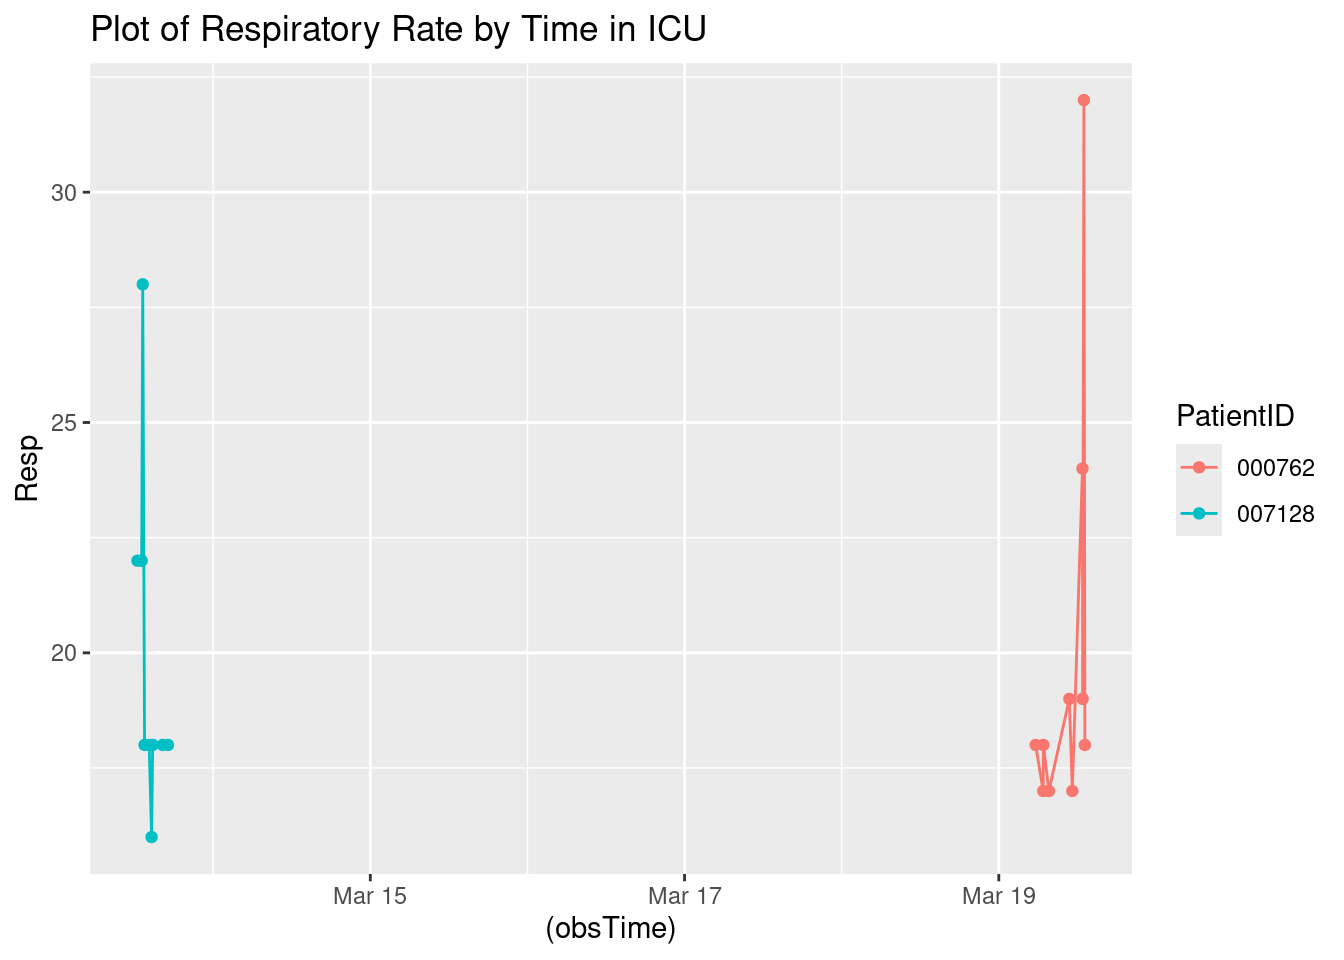 Plot of Respiratory Rate by Time in ICU
30
25
20
Resp
Mar 15
Mar 17
Mar 19
(obsTime)
PatientID
000762
007128